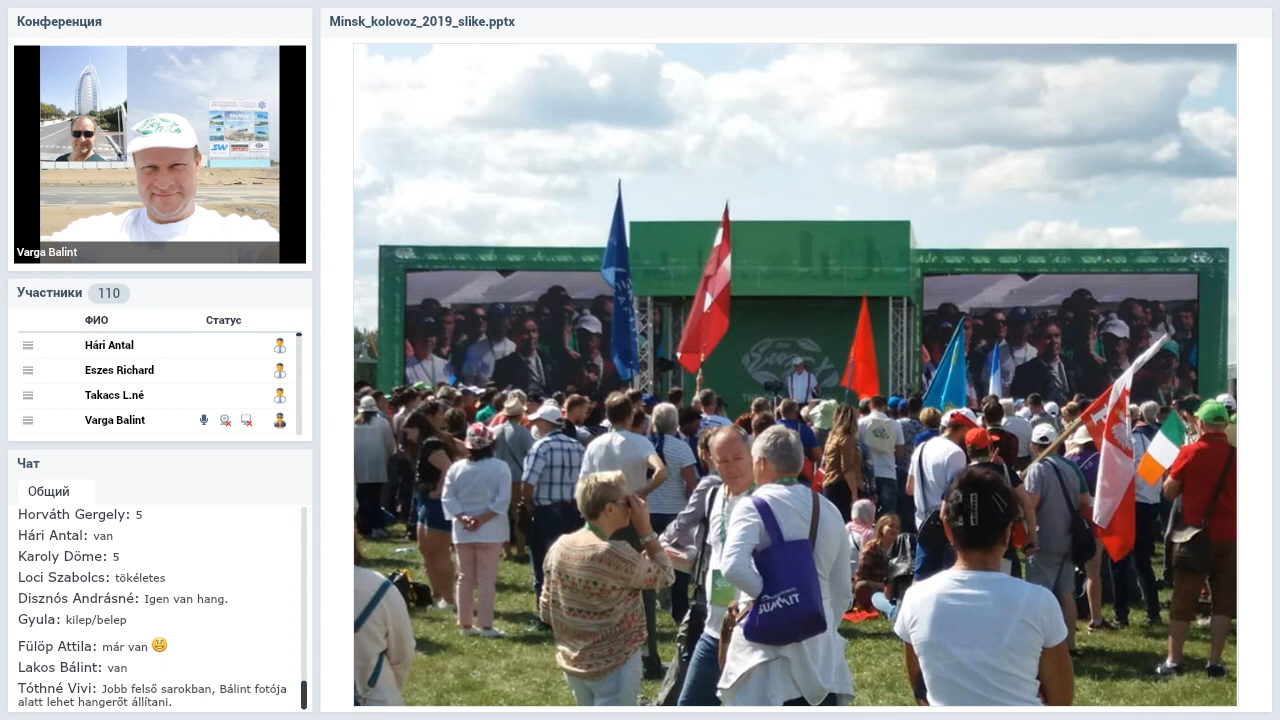 Конференция
Varga Balint
Участники 110
ФИО Статус
Hári Antal
Eszes Richard
Takacs L.né
Varga Balint
Чат
Общий
Horváth Gergely: 5
Hári Antal: van
Karoly Döme: 5
Loci Szabolcs: tökéletes
Disznós Andrásné: Igen van hang.
Gyula: kilep/belep
Fülöp Attila: már van
Lakos Bálint: van
Tóthné Vivi: Jobb felső sarokban, Bálint fotója
alatt lehet hangerőt állítani.
Minsk_kolovoz_2019_slike.pptx
SUMMIT
SW